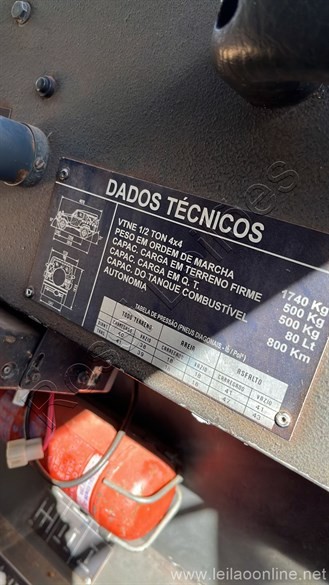 DADOS TÉCNICOS
VTNE 1/2 TON 4x4
PESO EM ORDEM DE MARCHA 1740 Kg
CAPAC. CARGA EM TERRENO FIRME 500 Kg
CAPAC. CARGA EM Q. T. 500 Kg
CAPAC. DO TANQUE COMBUSTÍVEL 80 Lt
AUTONOMIA 800 Km
TABELA DE PRESSÃO (PNEUS DIAGONAIS - lB / Pol²)
TODO TERRENO AREIA ASFALTO
CARREGADO VAZIO CARREGADO VAZIO CARREGADO VAZIO
www.leilaoonline.net